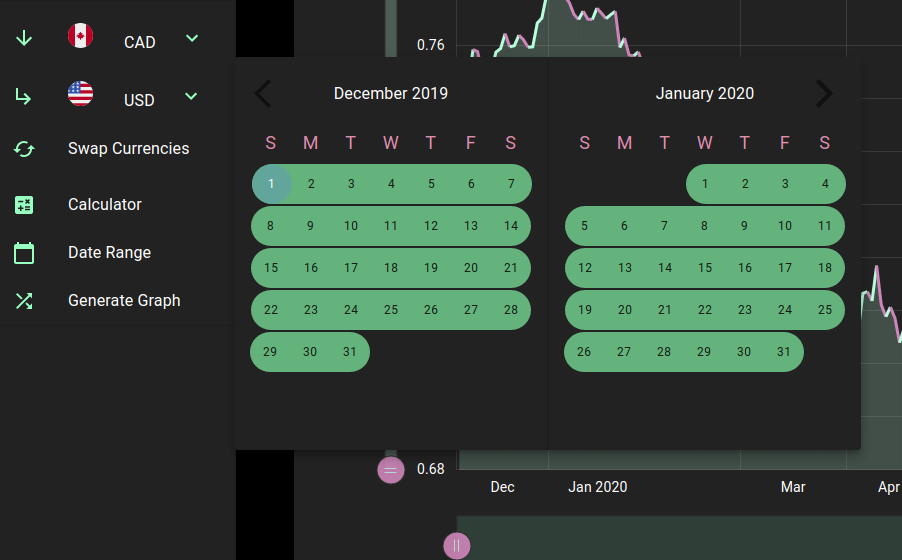 CAD
USD
Swap Currencies
Calculator
Date Range
Generate Graph
0.76
December 2019
S M T W T F S
1 2 3 4 5 6 7
8 9 10 11 12 13 14
15 16 17 18 19 20 21
22 23 24 25 26 27 28
29 30 31
January 2020
S M T W T F S
1 2 3 4
5 6 7 8 9 10 11
12 13 14 15 16 17 18
19 20 21 22 23 24 25
26 27 28 29 30 31
0.68
Dec Jan 2020 Mar Apr